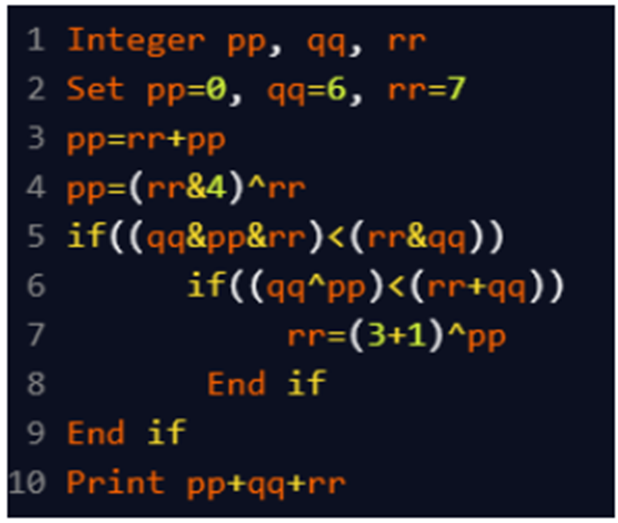 1 Integer pp, qq, rr
2 Set pp=0, qq=6, rr=7
3 pp=rr+pp
4 pp=(rr&4)^rr
5 if((qq&pp&rr)<(rr&qq))
6 if((qq^pp)<(rr+qq))
7 rr=(3+1)^pp
8 End if
9 End if
10 Print pp+qq+rr